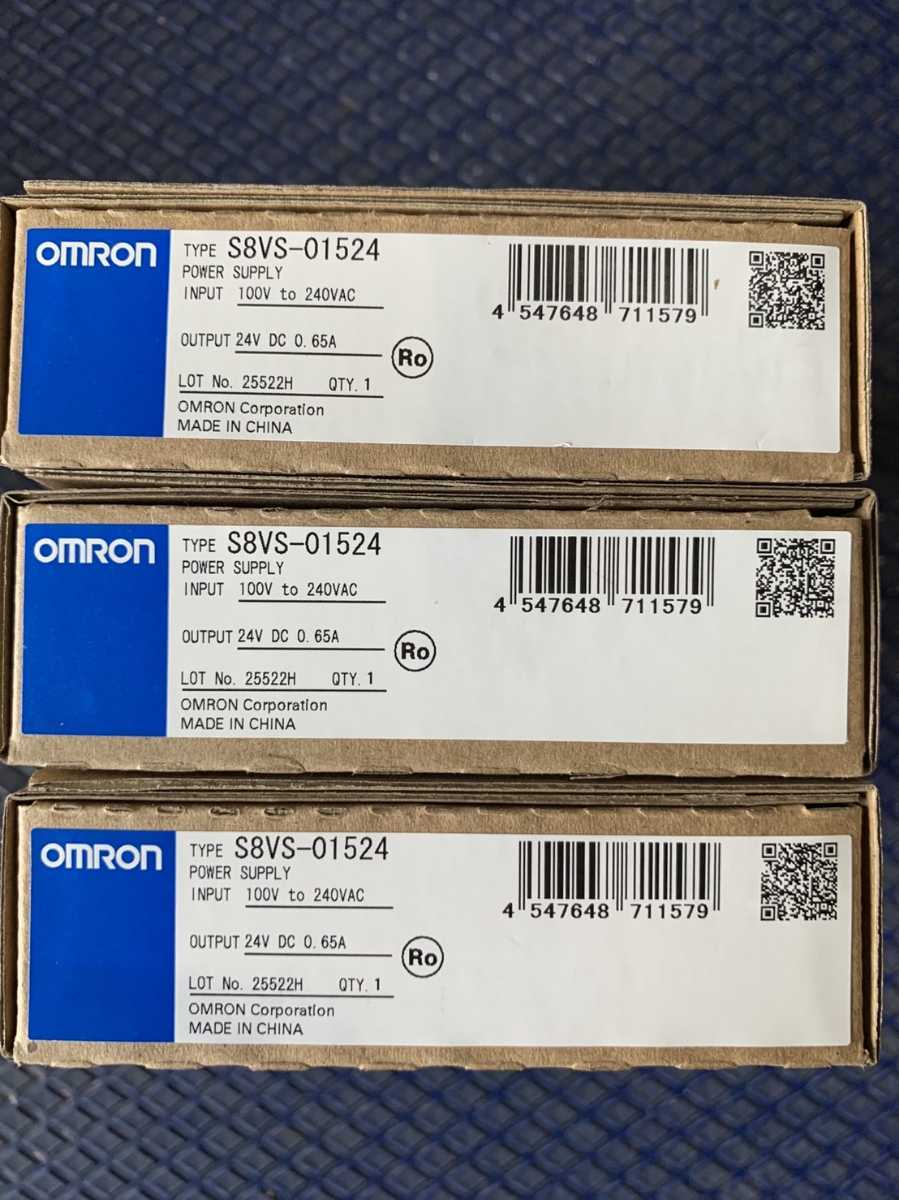 OMRON
TYPE S8VS-01524
POWER SUPPLY
INPUT 100V to 240VAC
OUTPUT 24V DC 0.65A
Ro
LOT No. 25522H QTY. 1
OMRON Corporation
MADE IN CHINA
4 547648 711579
OMRON
TYPE S8VS-01524
POWER SUPPLY
INPUT 100V to 240VAC
OUTPUT 24V DC 0.65A
Ro
LOT No. 25522H QTY. 1
OMRON Corporation
MADE IN CHINA
4 547648 711579
OMRON
TYPE S8VS-01524
POWER SUPPLY
INPUT 100V to 240VAC
OUTPUT 24V DC 0.65A
Ro
LOT No. 25522H QTY. 1
OMRON Corporation
MADE IN CHINA
4 547648 711579